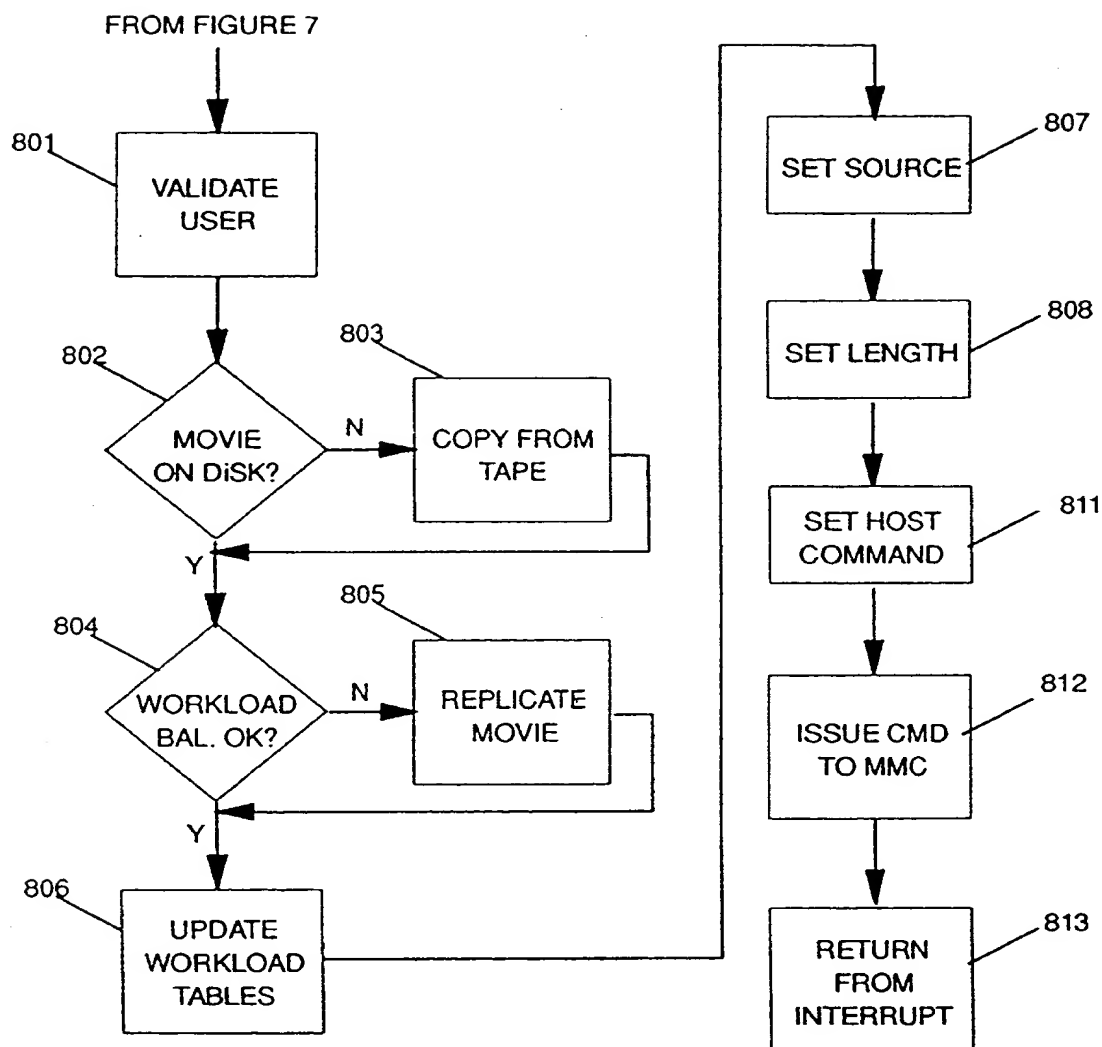 FROM FIGURE 7
801
VALIDATE
USER
802
MOVIE
ON DiSK?
N
Y
803
COPY FROM
TAPE
804
WORKLOAD
BAL. OK?
N
Y
805
REPLICATE
MOVIE
806
UPDATE
WORKLOAD
TABLES
807
SET SOURCE
808
SET LENGTH
811
SET HOST
COMMAND
812
ISSUE CMD
TO MMC
813
RETURN
FROM
INTERRUPT